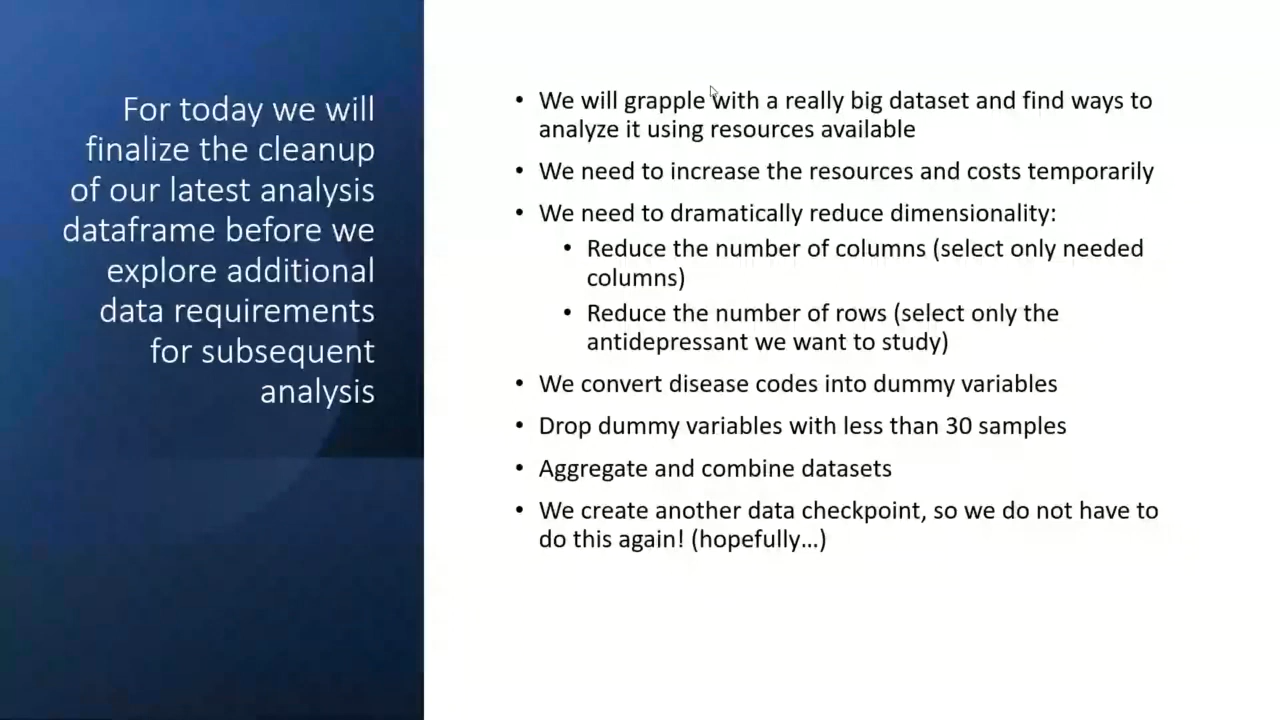 For today we will
finalize the cleanup
of our latest analysis
dataframe before we
explore additional
data requirements
for subsequent
analysis
• We will grapple with a really big dataset and find ways to
analyze it using resources available
• We need to increase the resources and costs temporarily
• We need to dramatically reduce dimensionality:
• Reduce the number of columns (select only needed
columns)
• Reduce the number of rows (select only the
antidepressant we want to study)
• We convert disease codes into dummy variables
• Drop dummy variables with less than 30 samples
• Aggregate and combine datasets
• We create another data checkpoint, so we do not have to
do this again! (hopefully…)